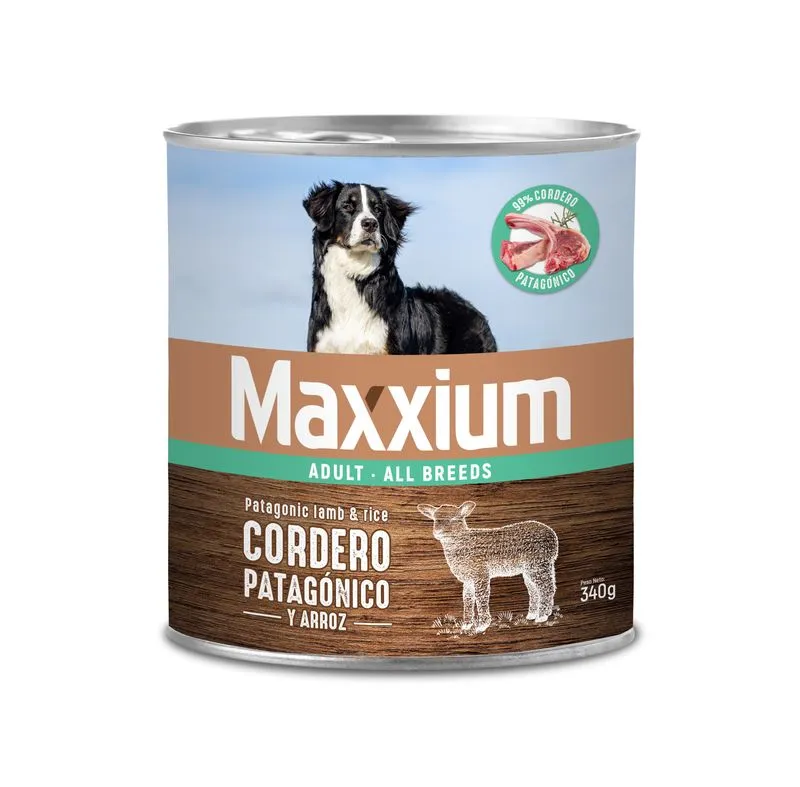 99% CORDERO
PATAGÓNICO
Maxxium
ADULT · ALL BREEDS
Patagonic lamb & rice
CORDERO
PATAGÓNICO
Y ARROZ
Peso Neto:
340g